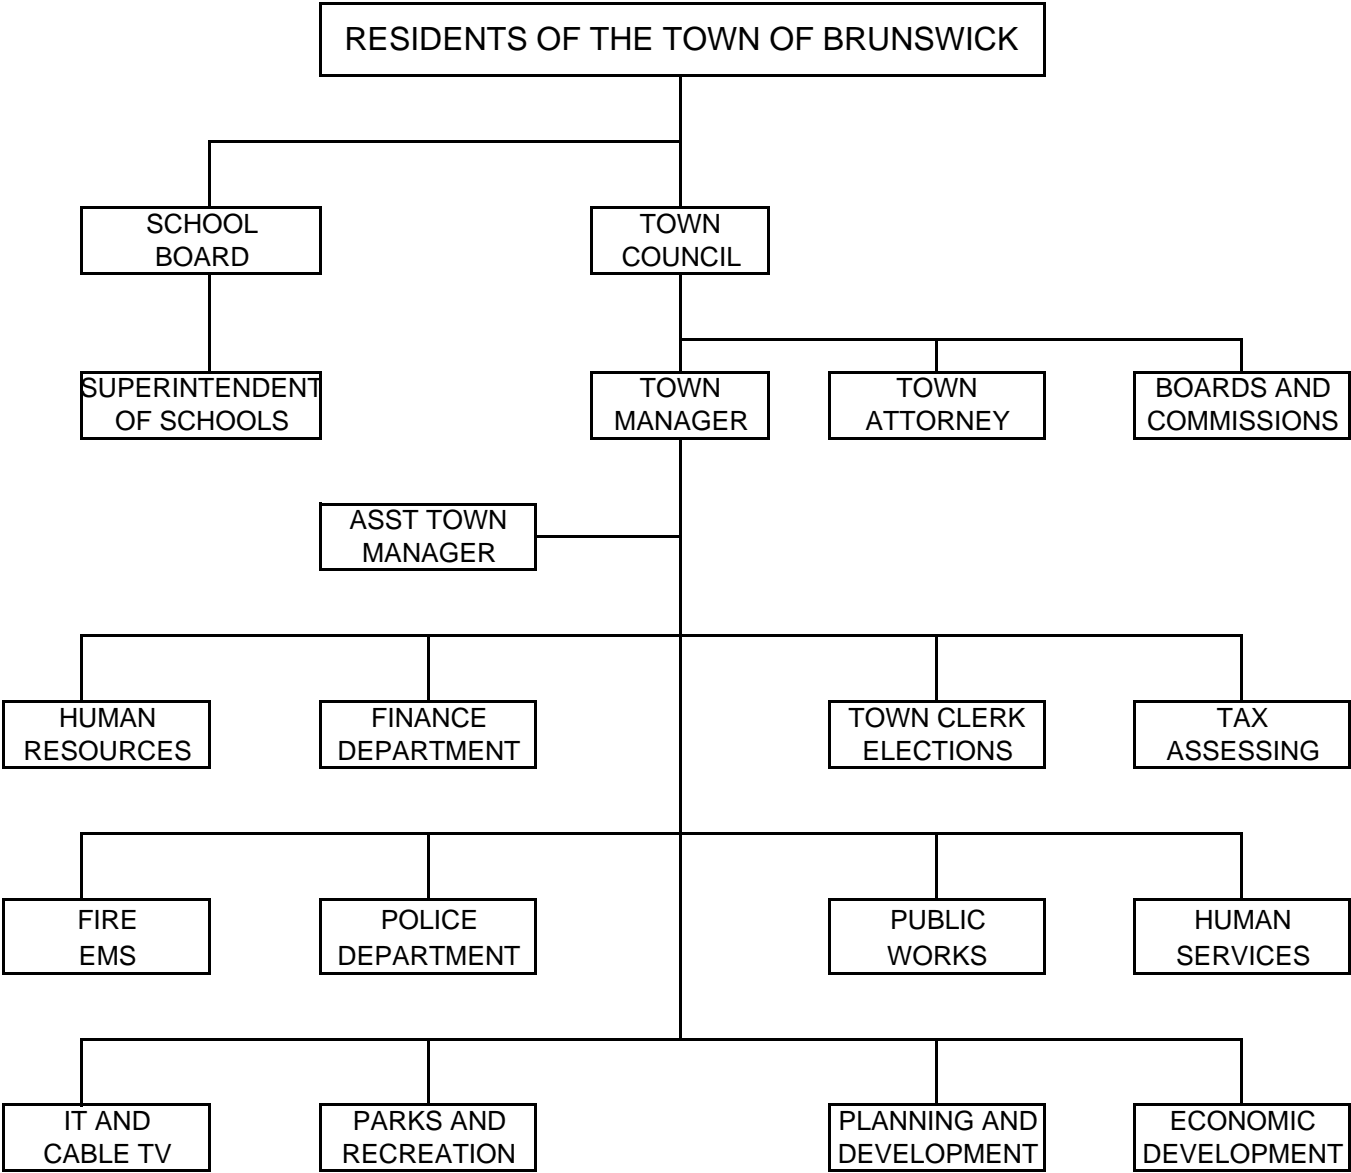 RESIDENTS OF THE TOWN OF BRUNSWICK
SCHOOL
BOARD
TOWN
COUNCIL
SUPERINTENDENT
OF SCHOOLS
TOWN
MANAGER
TOWN
ATTORNEY
BOARDS AND
COMMISSIONS
ASST TOWN
MANAGER
HUMAN
RESOURCES
FINANCE
DEPARTMENT
TOWN CLERK
ELECTIONS
TAX
ASSESSING
FIRE
EMS
POLICE
DEPARTMENT
PUBLIC
WORKS
HUMAN
SERVICES
IT AND
CABLE TV
PARKS AND
RECREATION
PLANNING AND
DEVELOPMENT
ECONOMIC
DEVELOPMENT